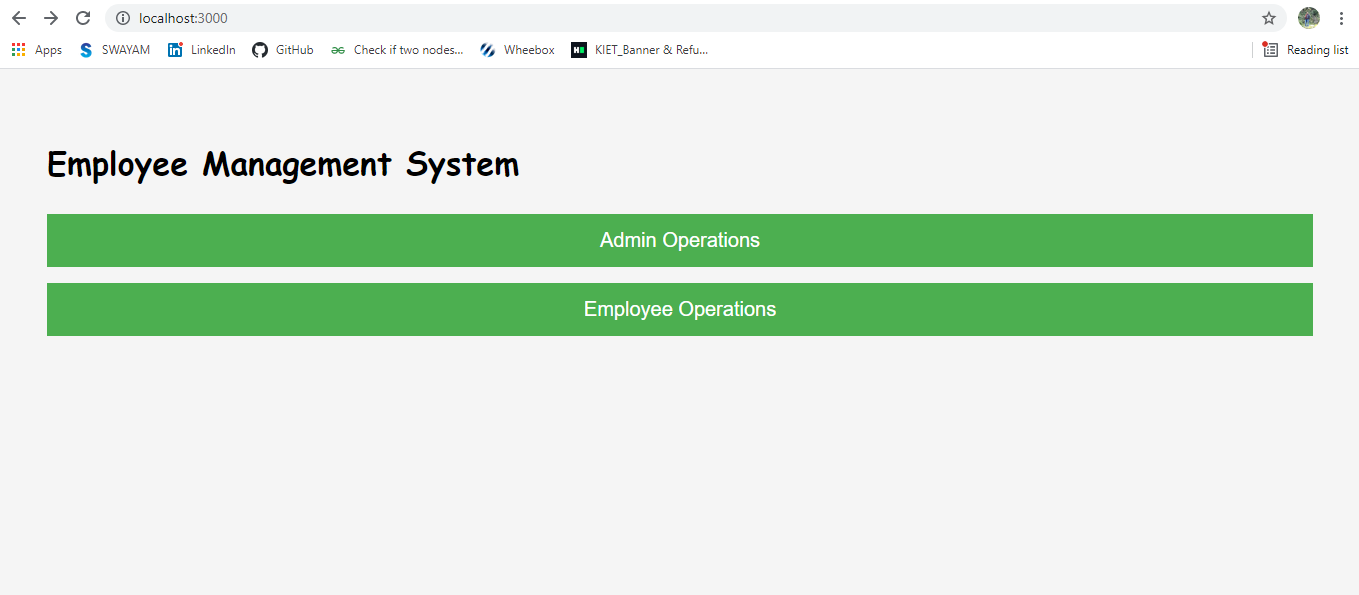 localhost:3000
Apps SWAYAM LinkedIn GitHub Check if two nodes... Wheebox KIET_Banner & Refu... Reading list
Employee Management System
Admin Operations
Employee Operations